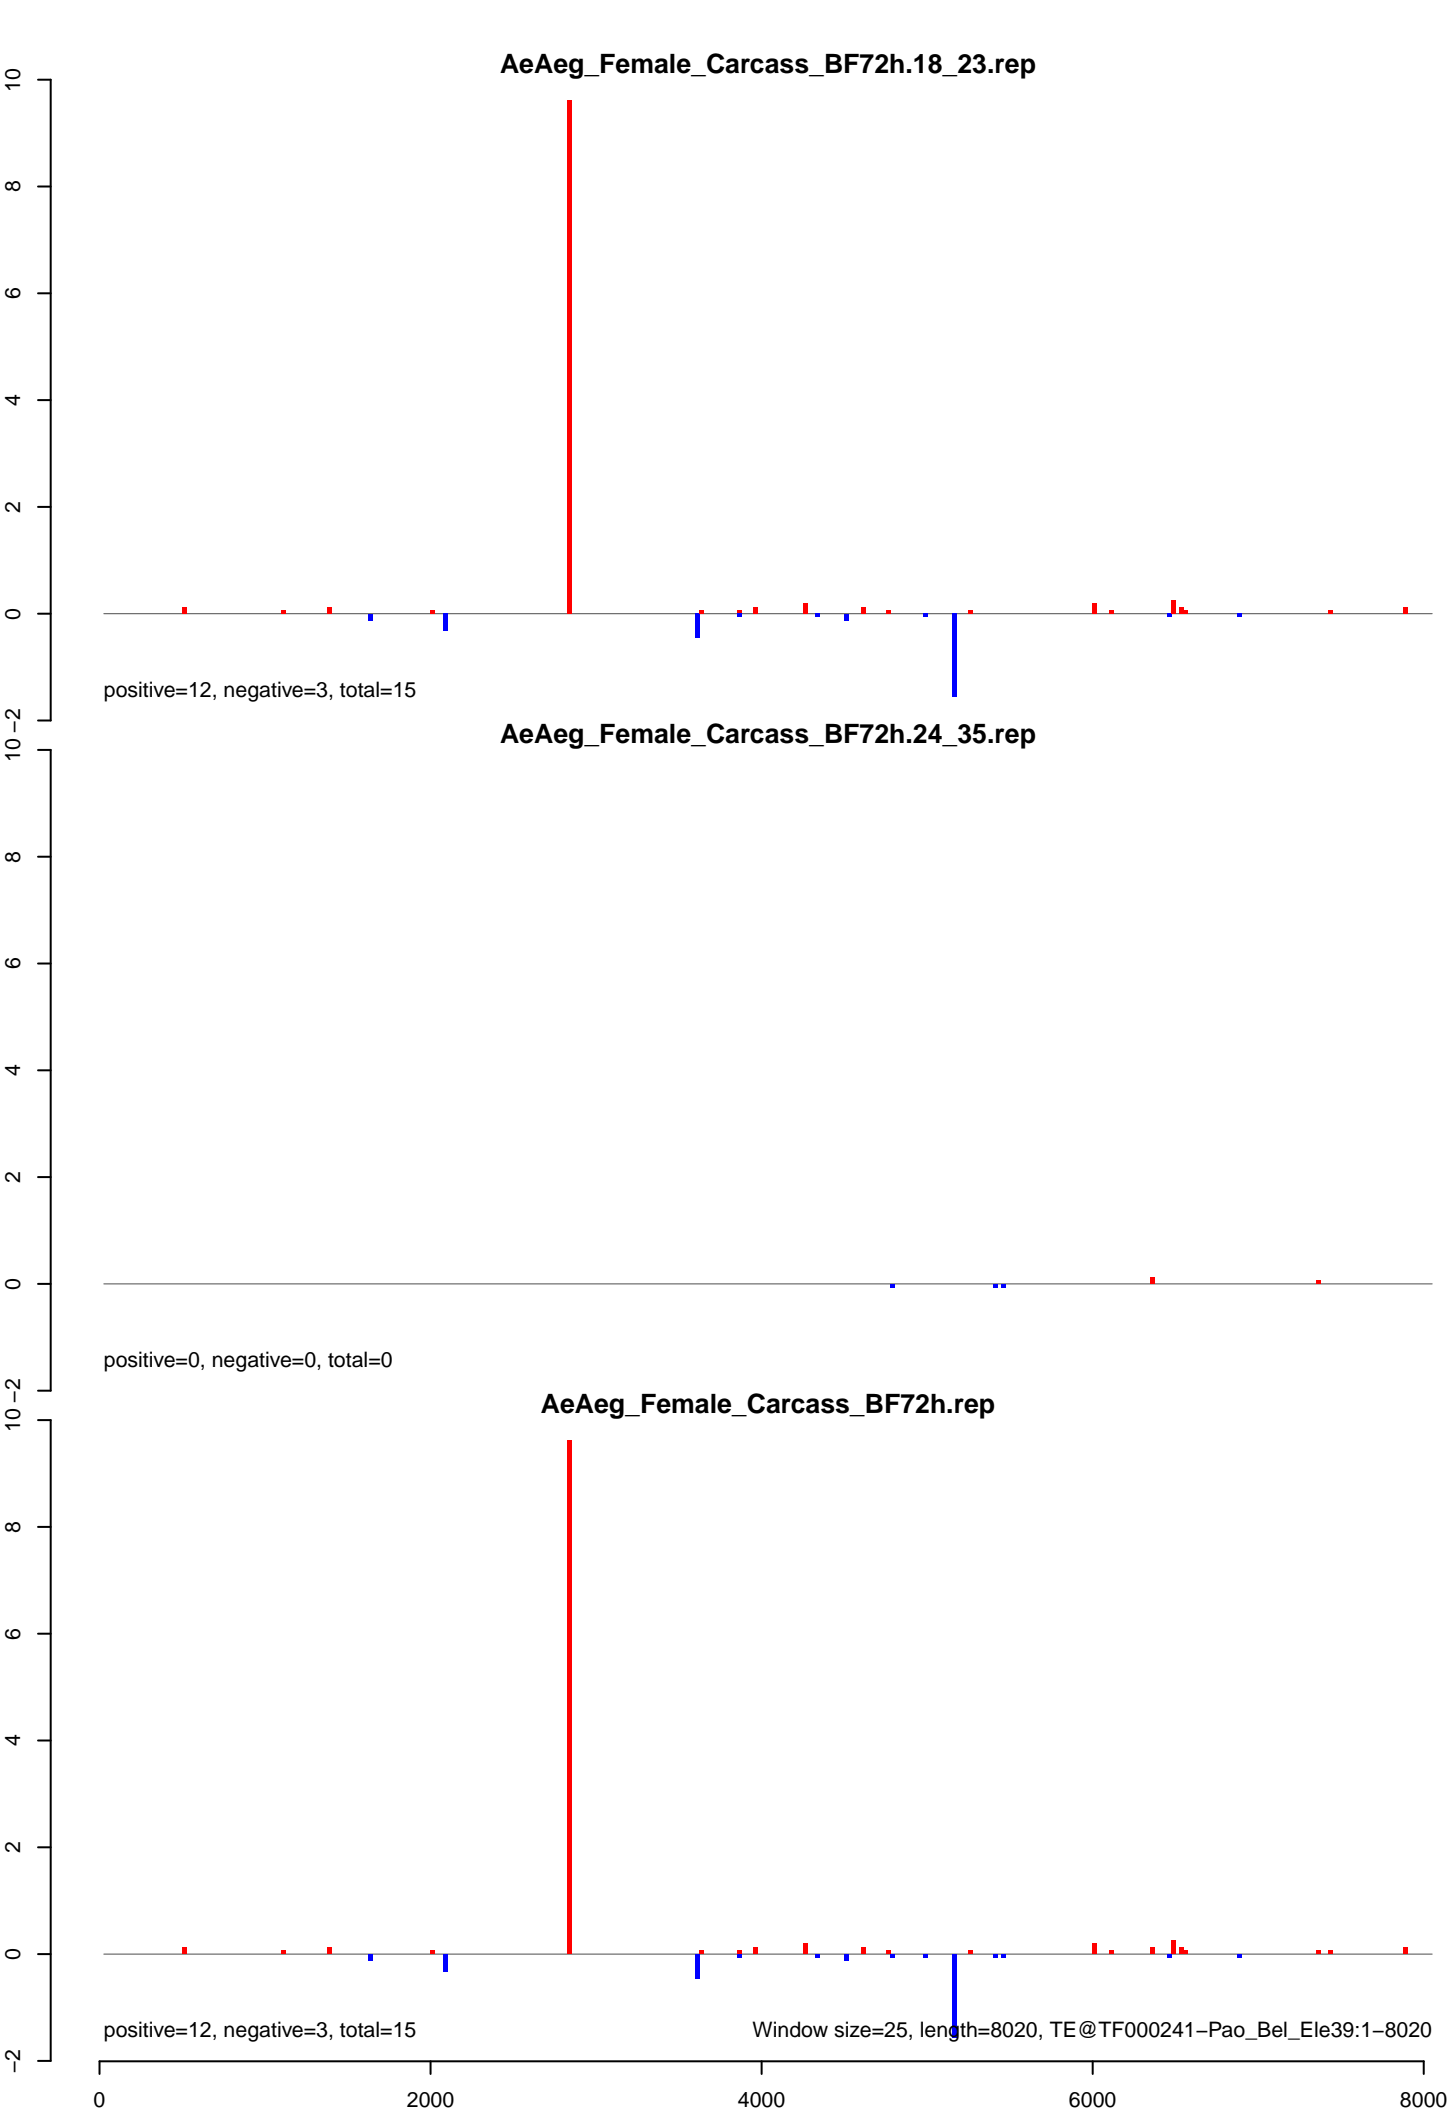 AeAeg_Female_Carcass_BF72h.18_23.rep
10
8
6
4
2
0
−2
positive=12, negative=3, total=15
AeAeg_Female_Carcass_BF72h.24_35.rep
10
8
6
4
2
0
−2
positive=0, negative=0, total=0
AeAeg_Female_Carcass_BF72h.rep
10
8
6
4
2
0
−2
positive=12, negative=3, total=15
Window size=25, length=8020, TE@TF000241−Pao_Bel_Ele39:1−8020
0 2000 4000 6000 8000